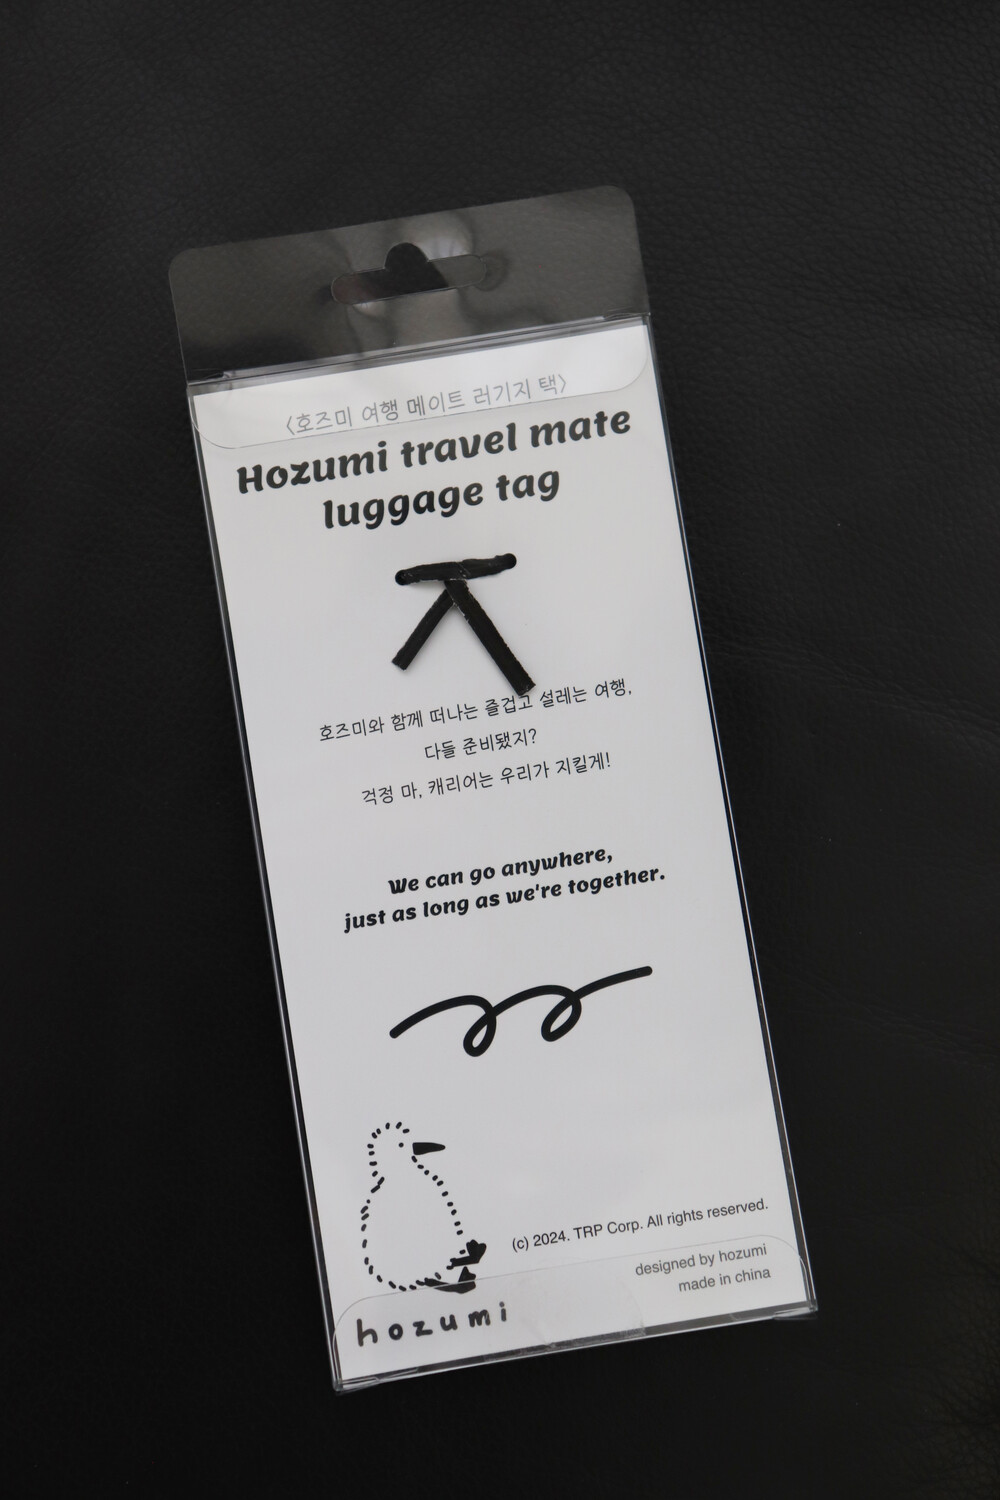 〈호즈미 여행 메이트 러기지 택〉
Hozumi travel mate
luggage tag
호즈미와 함께 떠나는 즐겁고 설레는 여행,
다들 준비됐지?
걱정 마, 캐리어는 우리가 지킬게!
We can go anywhere,
just as long as we're together.
(c) 2024. TRP Corp. All rights reserved.
designed by hozumi
made in china
hozumi